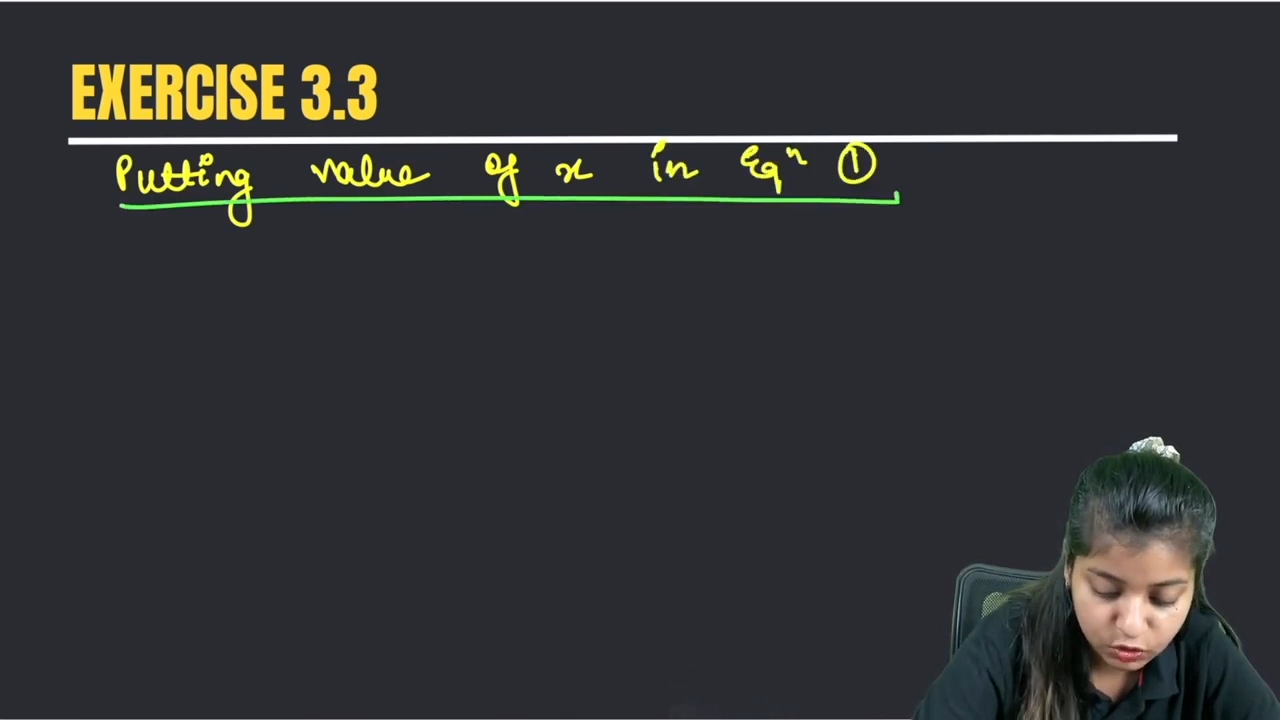 EXERCISE 3.3
Putting value of x in Eqⁿ ①